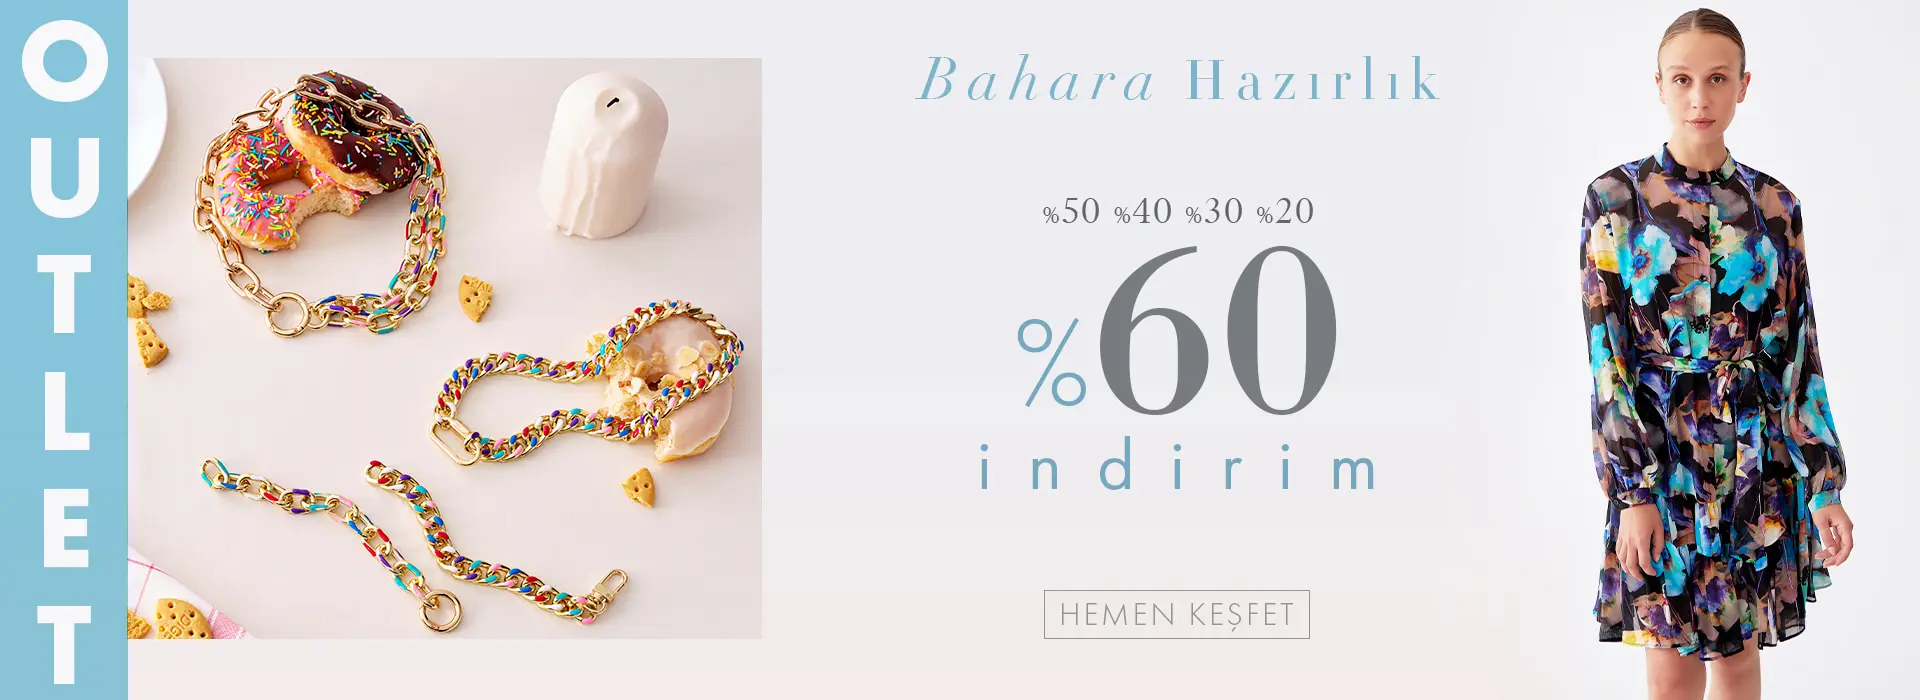 OUTLET
Bahara Hazırlık
%50 %40 %30 %20
%60
indirim
HEMEN KEŞFET